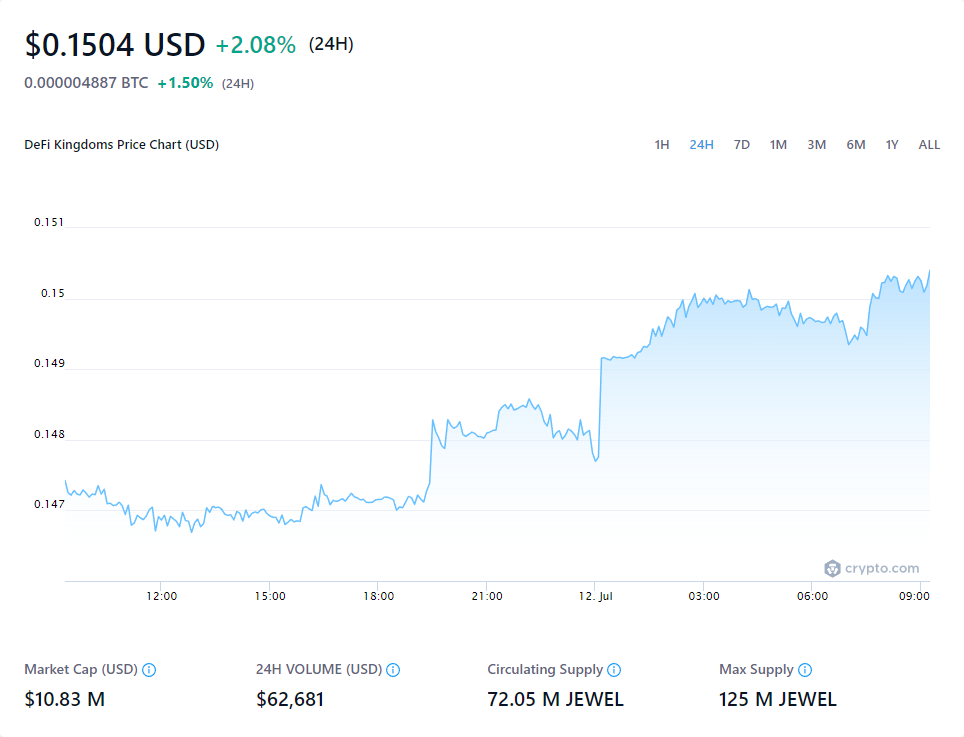 $0.1504 USD +2.08% (24H)
0.000004887 BTC +1.50% (24H)
DeFi Kingdoms Price Chart (USD) 1H 24H 7D 1M 3M 6M 1Y ALL
0.151
0.15
0.149
0.148
0.147
crypto.com
12:00 15:00 18:00 21:00 12. Jul 03:00 06:00 09:00
Market Cap (USD) 24H VOLUME (USD) Circulating Supply Max Supply
$10.83 M $62,681 72.05 M JEWEL 125 M JEWEL